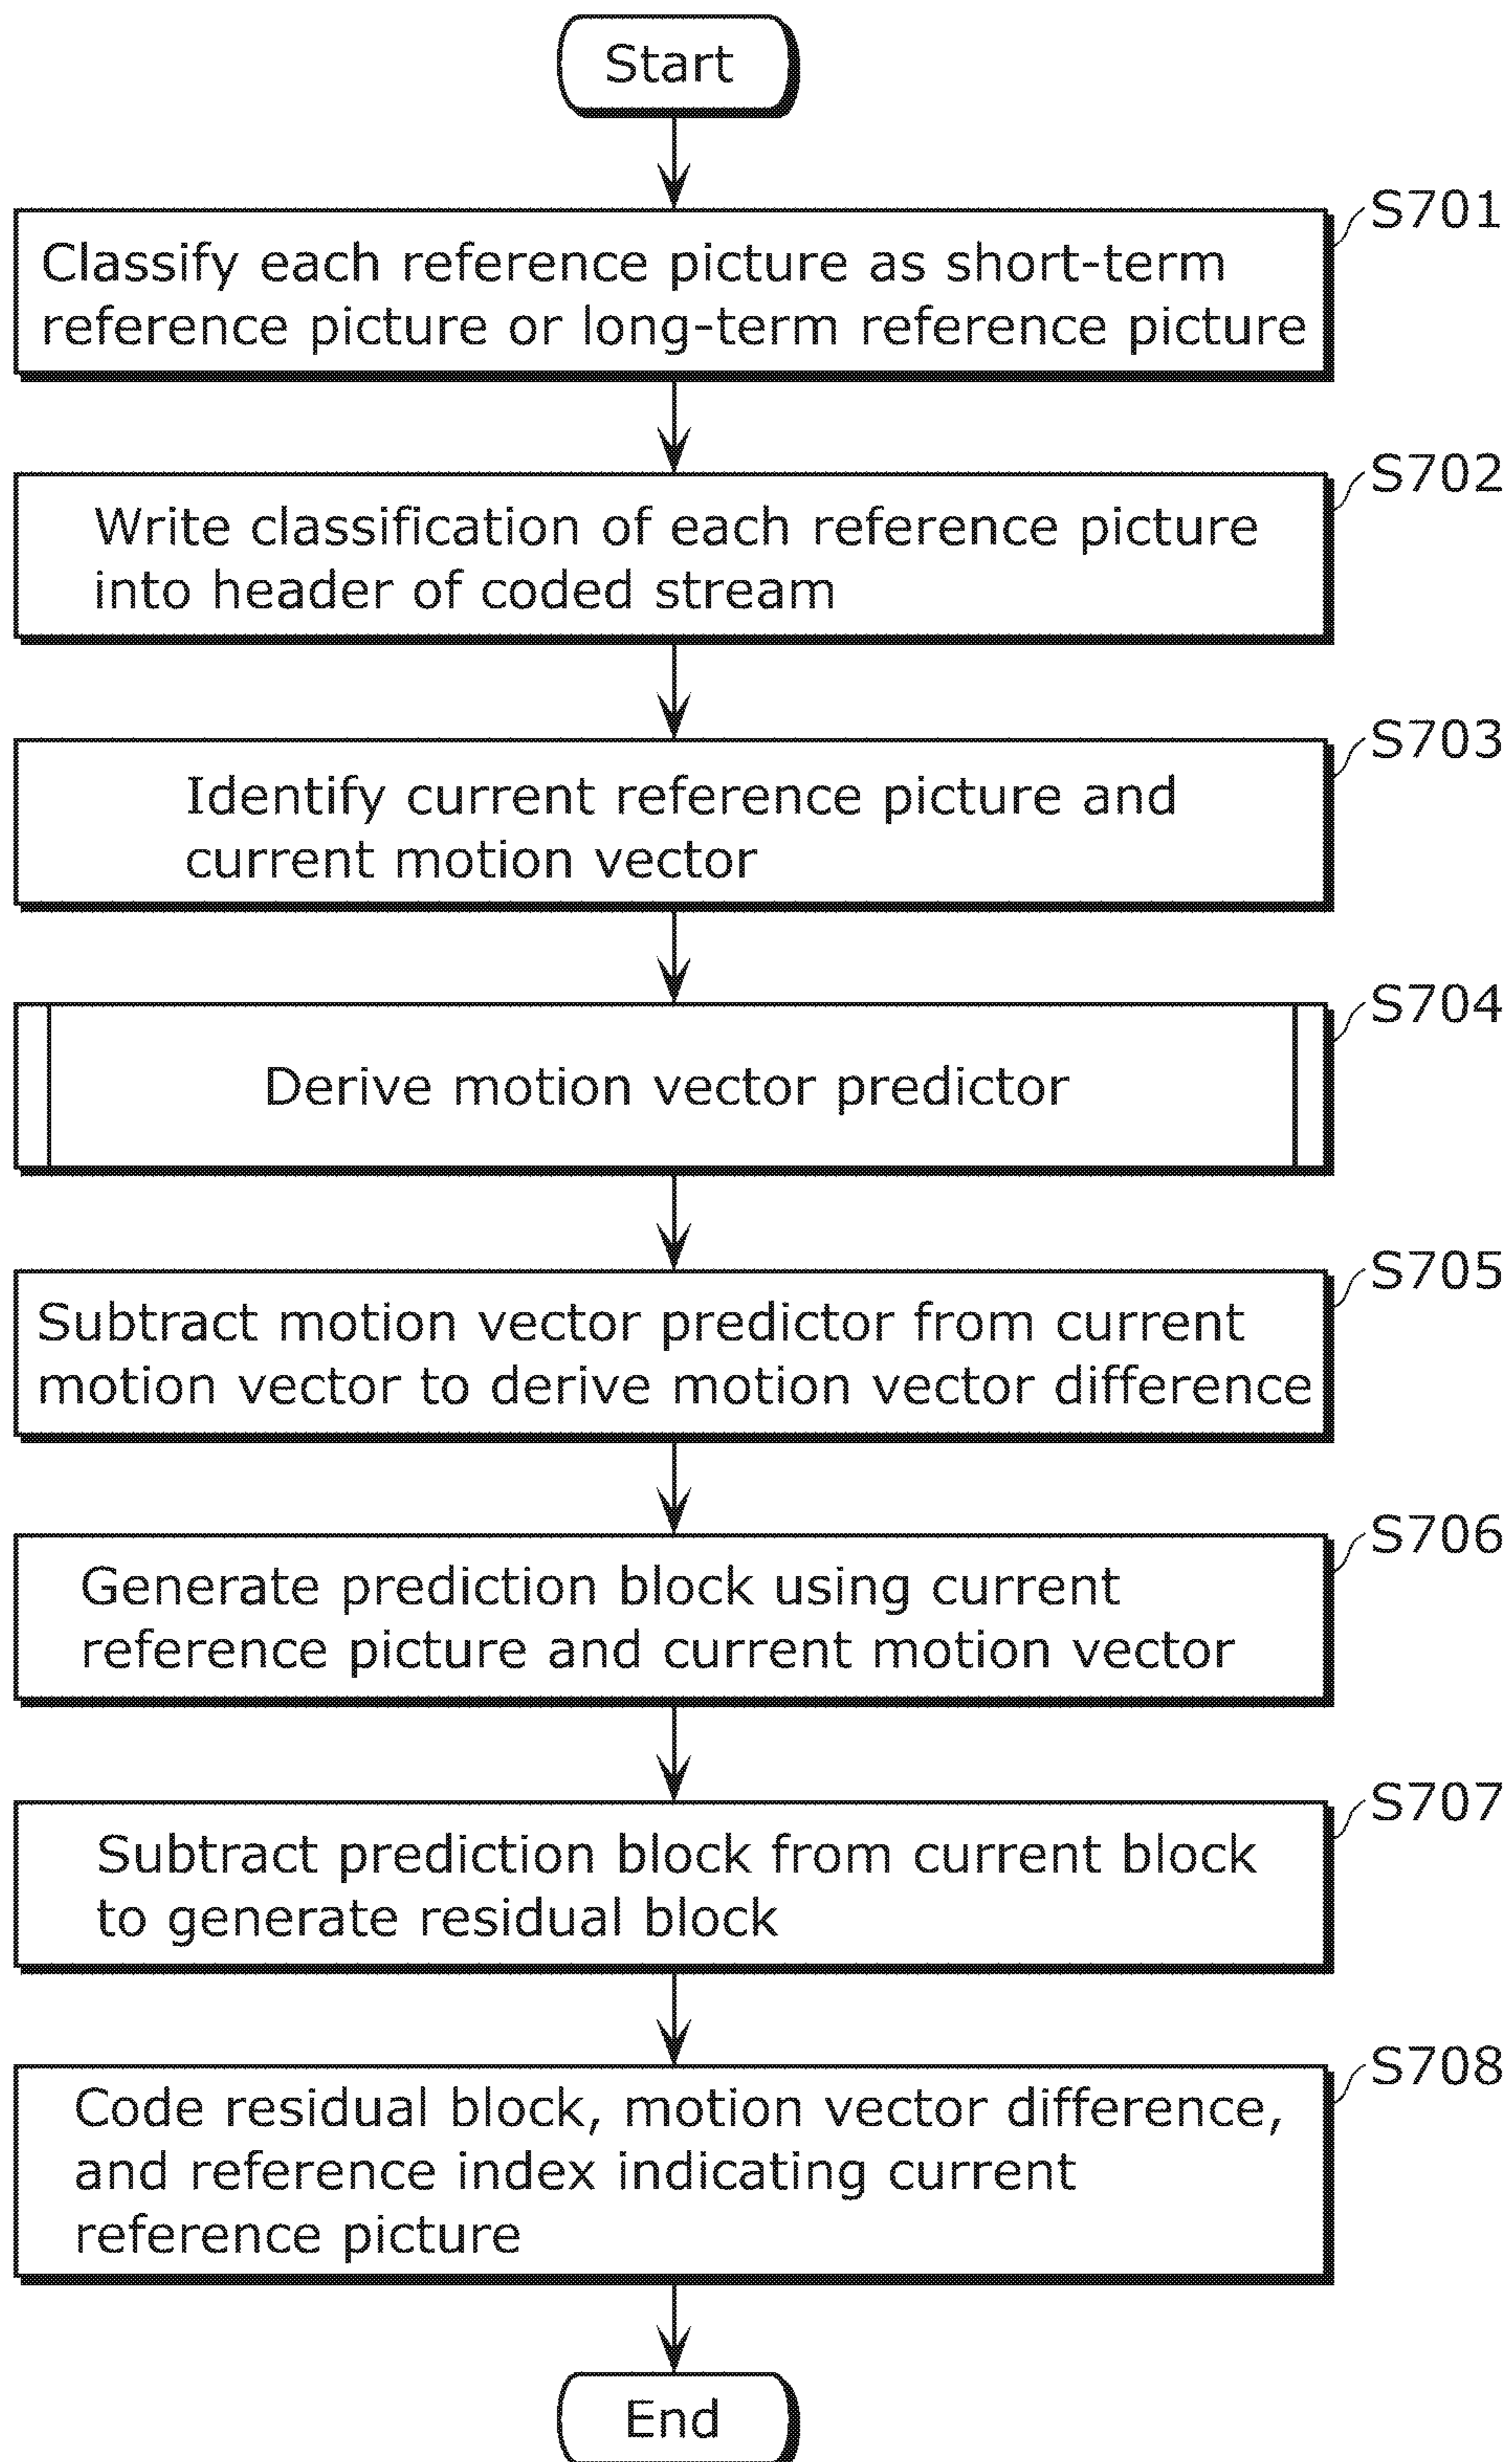 Start
S701
Classify each reference picture as short-term
reference picture or long-term reference picture
S702
Write classification of each reference picture
into header of coded stream
S703
Identify current reference picture and
current motion vector
S704
Derive motion vector predictor
S705
Subtract motion vector predictor from current
motion vector to derive motion vector difference
S706
Generate prediction block using current
reference picture and current motion vector
S707
Subtract prediction block from current block
to generate residual block
S708
Code residual block, motion vector difference,
and reference index indicating current
reference picture
End